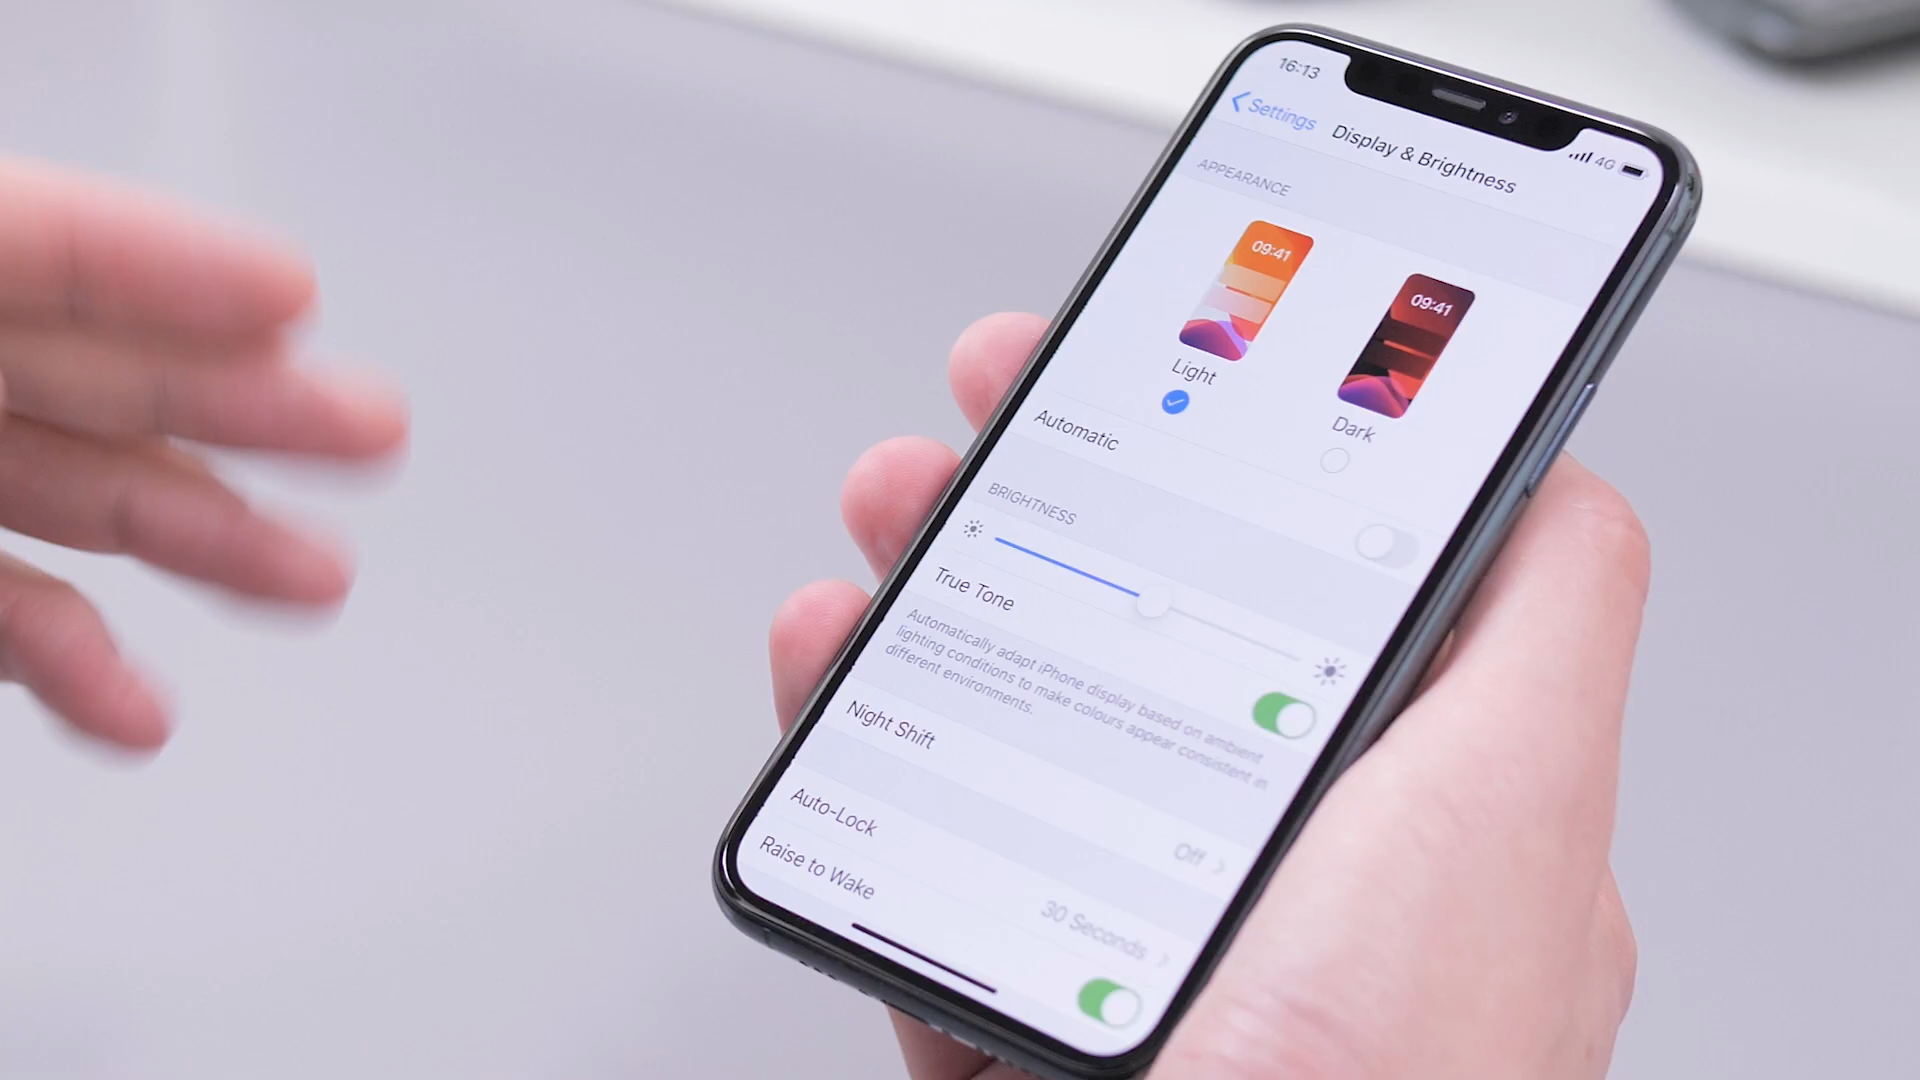 16:13
4G
Settings
Display & Brightness
APPEARANCE
09:41
09:41
Light
Dark
Automatic
BRIGHTNESS
True Tone
Automatically adapt iPhone display based on ambient
lighting conditions to make colours appear consistent in
different environments.
Night Shift
Off
Auto-Lock
30 Seconds
Raise to Wake